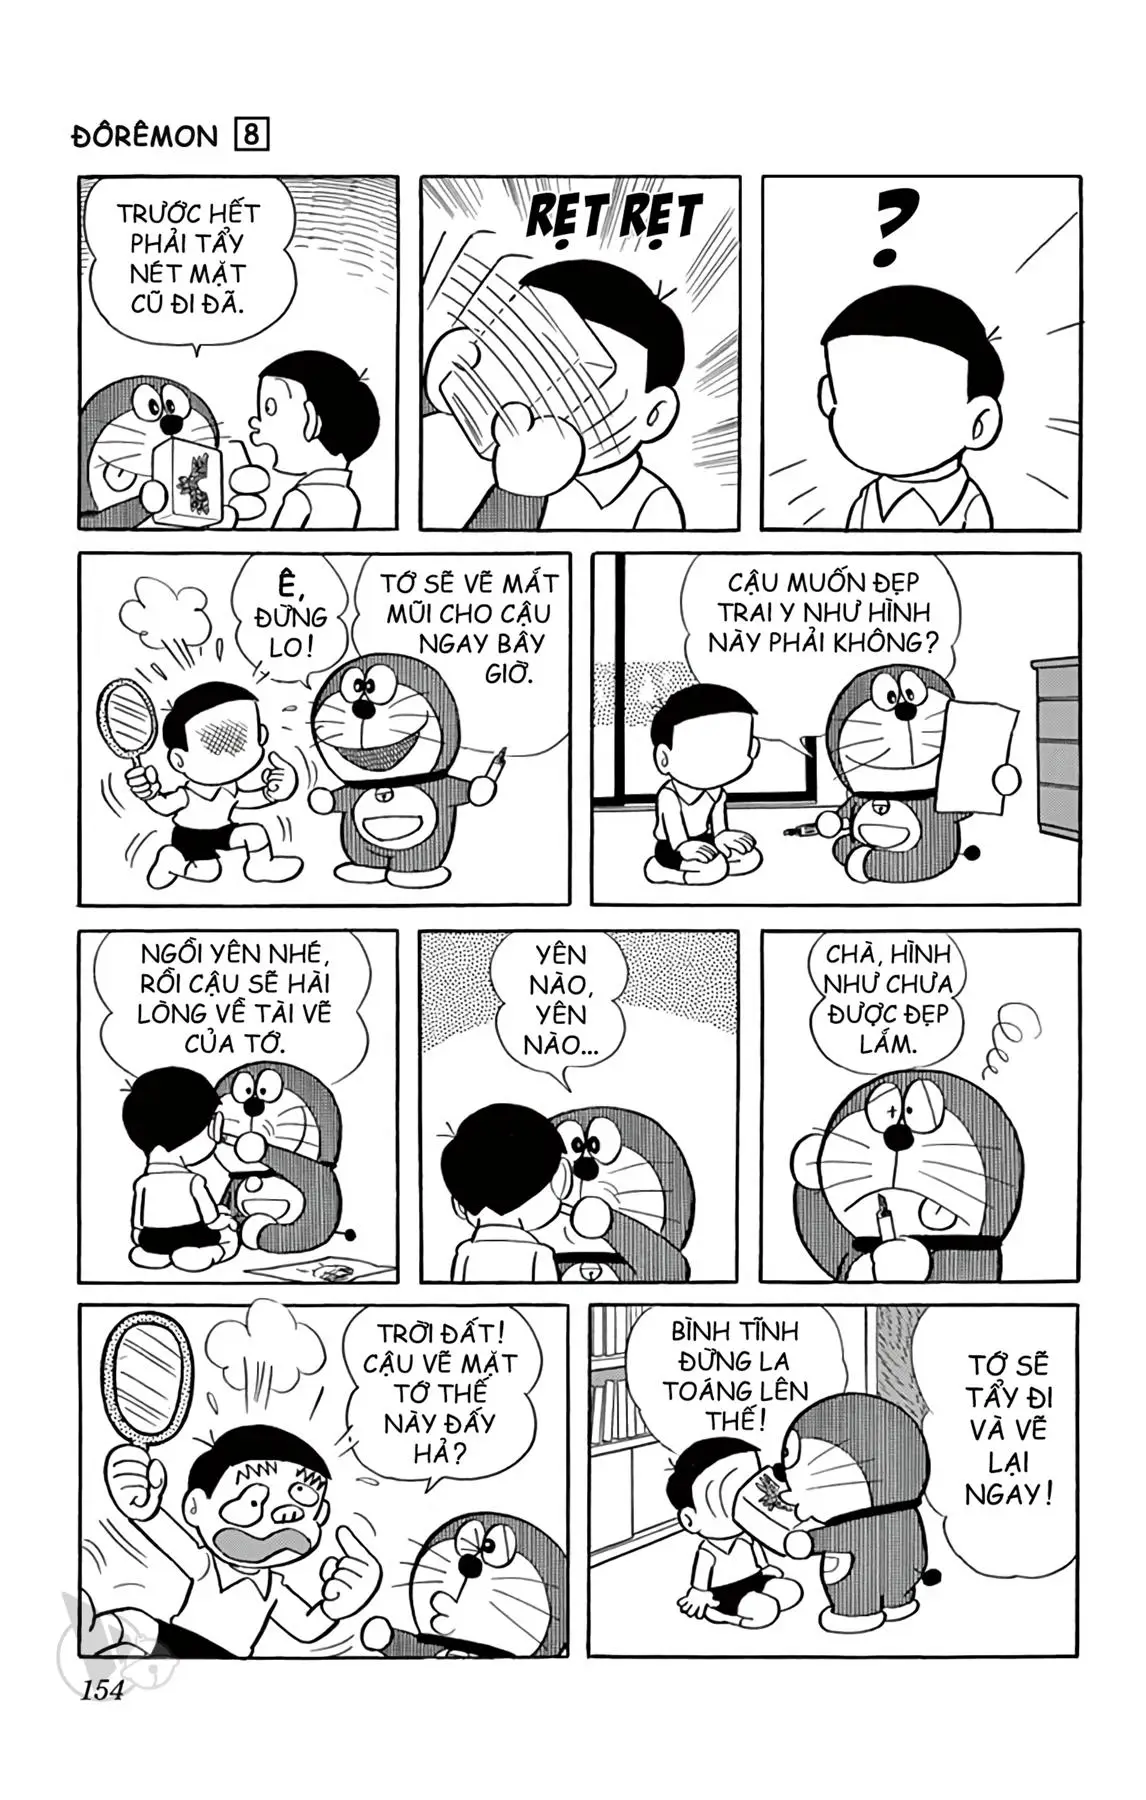 ĐÔRÊMON 8
TRƯỚC HẾT
PHẢI TẨY
NÉT MẶT
CŨ ĐI ĐÃ.
RẸT RẸT
?
Ê,
ĐỪNG
LO!
TỚ SẼ VẼ MẮT
MŨI CHO CẬU
NGAY BÂY
GIỜ.
CẬU MUỐN ĐẸP
TRAI Y NHƯ HÌNH
NÀY PHẢI KHÔNG?
NGỒI YÊN NHÉ,
RỒI CẬU SẼ HÀI
LÒNG VỀ TÀI VẼ
CỦA TỚ.
YÊN
NÀO,
YÊN
NÀO...
CHÀ, HÌNH
NHƯ CHƯA
ĐƯỢC ĐẸP
LẮM.
TRỜI ĐẤT!
CẬU VẼ MẶT
TỚ THẾ
NÀY ĐẤY
HẢ?
BÌNH TĨNH
ĐỪNG LA
TOÁNG LÊN
THẾ!
TỚ SẼ
TẨY ĐI
VÀ VẼ
LẠI
NGAY!
154